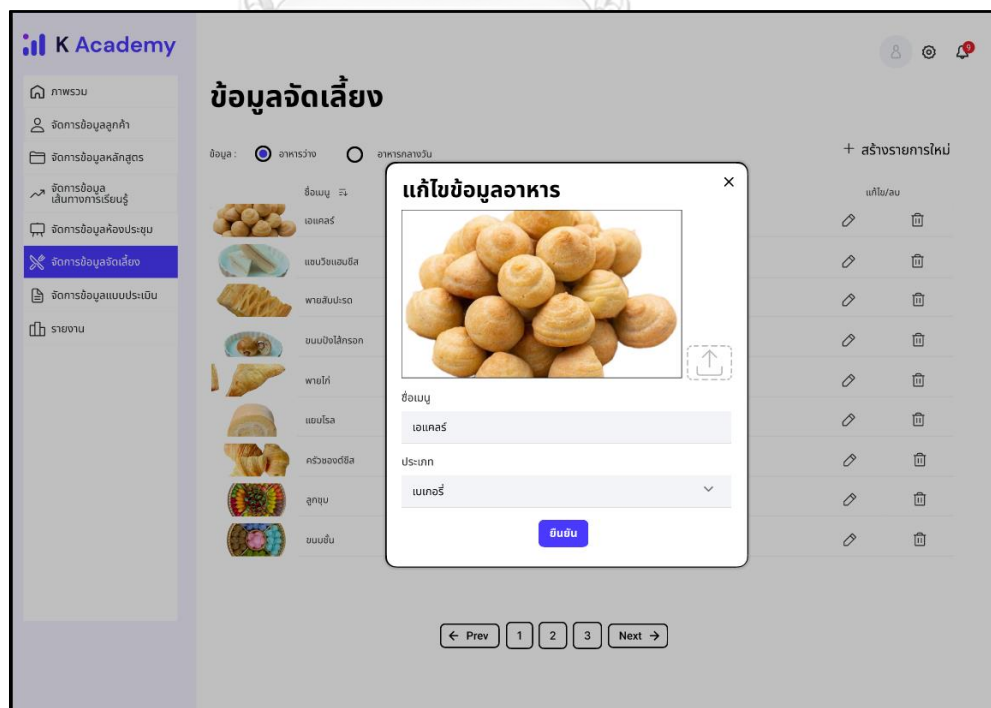 K Academy
9
ภาพรวม
จัดการข้อมูลลูกค้า
จัดการข้อมูลหลักสูตร
จัดการข้อมูล
เส้นทางการเรียนรู้
จัดการข้อมูลห้องประชุม
จัดการข้อมูลจัดเลี้ยง
จัดการข้อมูลแบบประเมิน
รายงาน
ข้อมูลจัดเลี้ยง
ข้อมูล : อาหารว่าง อาหารกลางวัน
+ สร้างรายการใหม่
ชื่อเมนู แก้ไข/ลบ
เอแคลร์
แซนวิชแฮมชีส
พายสับปะรด
ขนมปังไส้กรอก
พายไก่
แยมโรล
ครัวซองต์ชีส
ลูกชุบ
ขนมชั้น
แก้ไขข้อมูลอาหาร
ชื่อเมนู
เอแคลร์
ประเภท
เบเกอรี่
ยืนยัน
← Prev 1 2 3 Next →